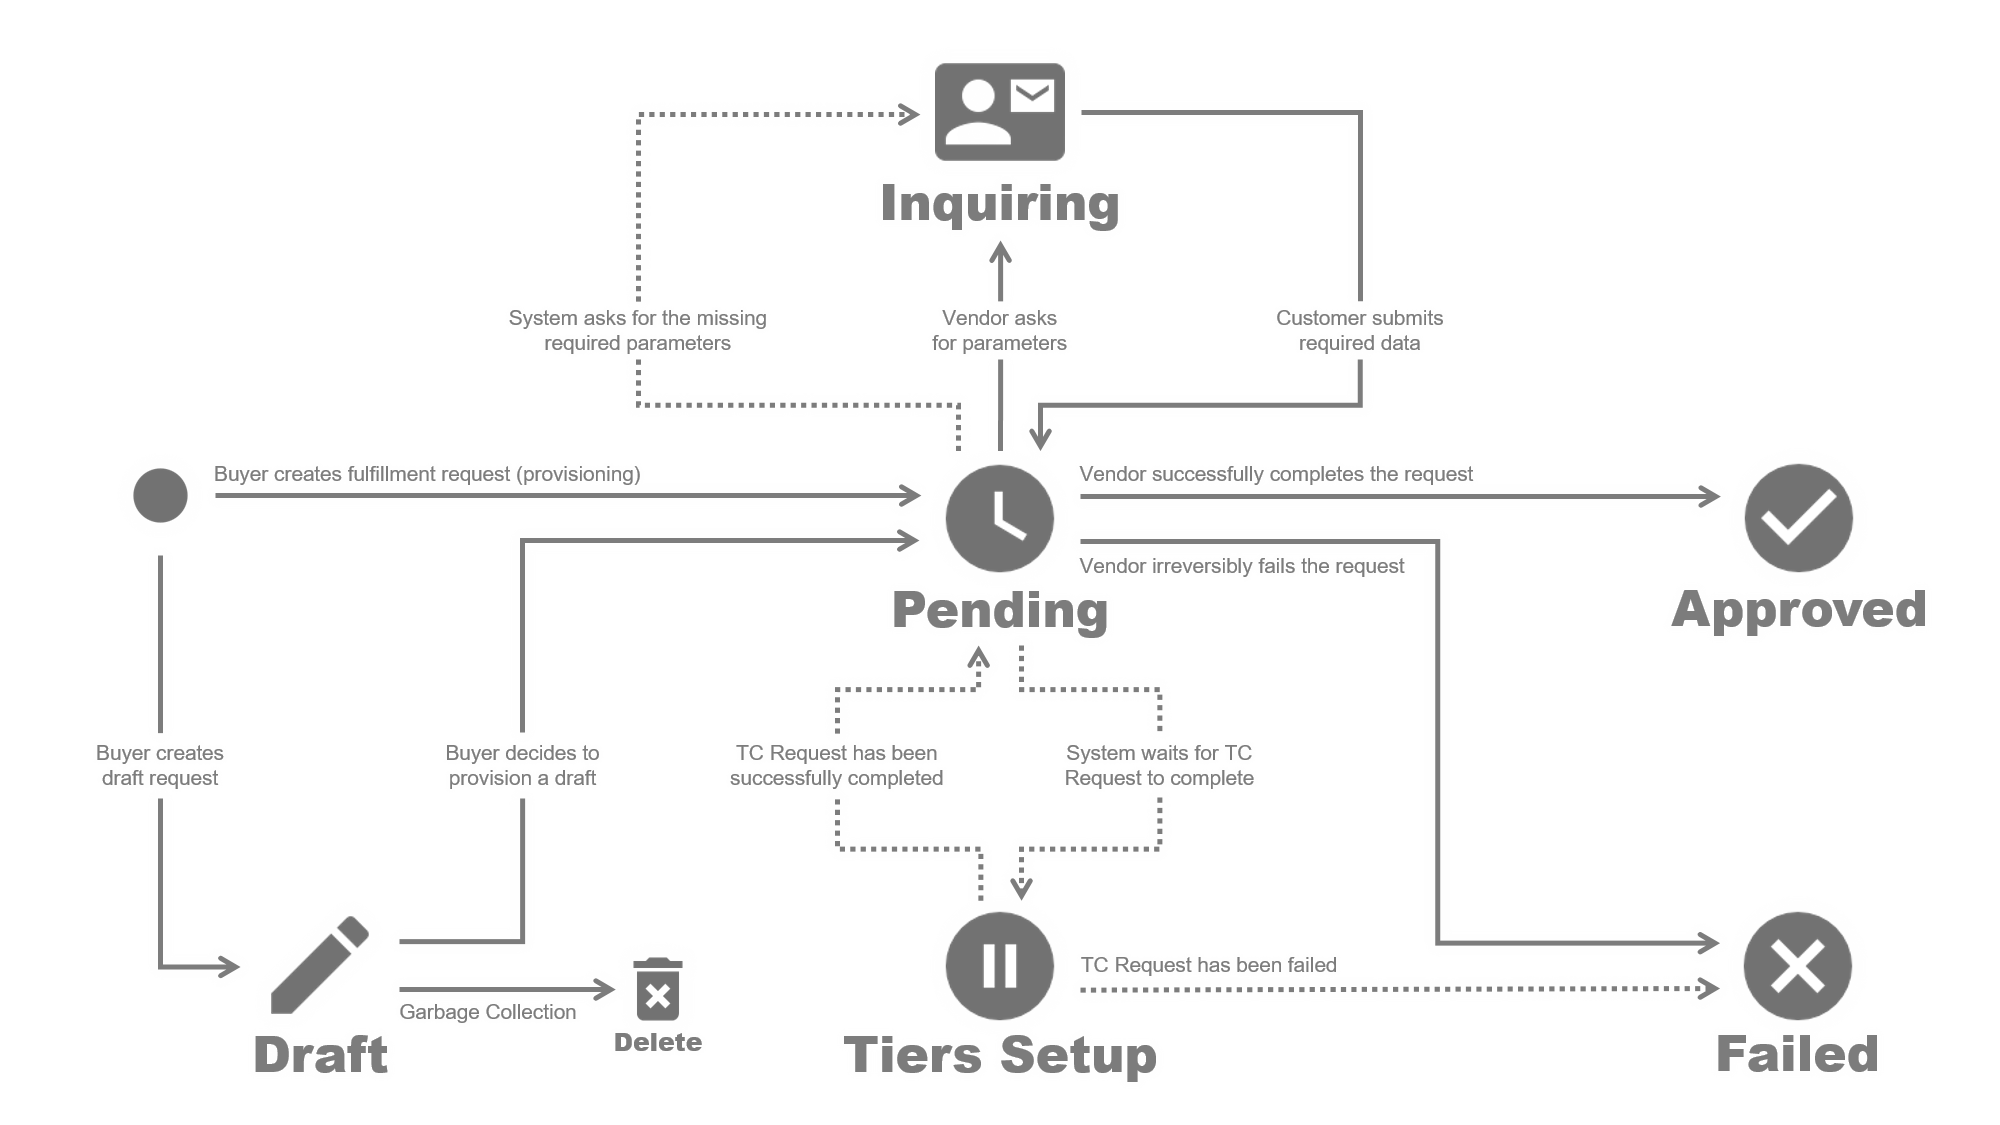 Inquiring
System asks for the missing
required parameters
Vendor asks
for parameters
Customer submits
required data
Buyer creates fulfillment request (provisioning)
Vendor successfully completes the request
Vendor irreversibly fails the request
Pending
Approved
Buyer creates
draft request
Buyer decides to
provision a draft
TC Request has been
successfully completed
System waits for TC
Request to complete
Garbage Collection
TC Request has been failed
Delete
Draft
Tiers Setup
Failed